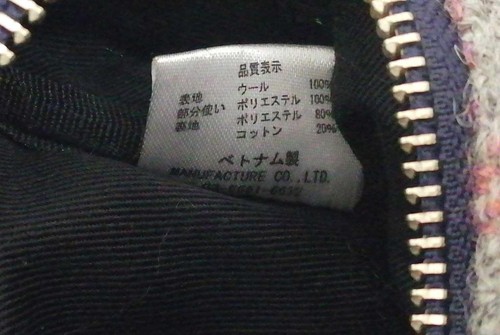 品質表示
表地 ウール 100%
部分使い ポリエステル 100%
裏地 ポリエステル 80%
コットン 20%
ベトナム製
MANUFACTURE CO.,LTD.